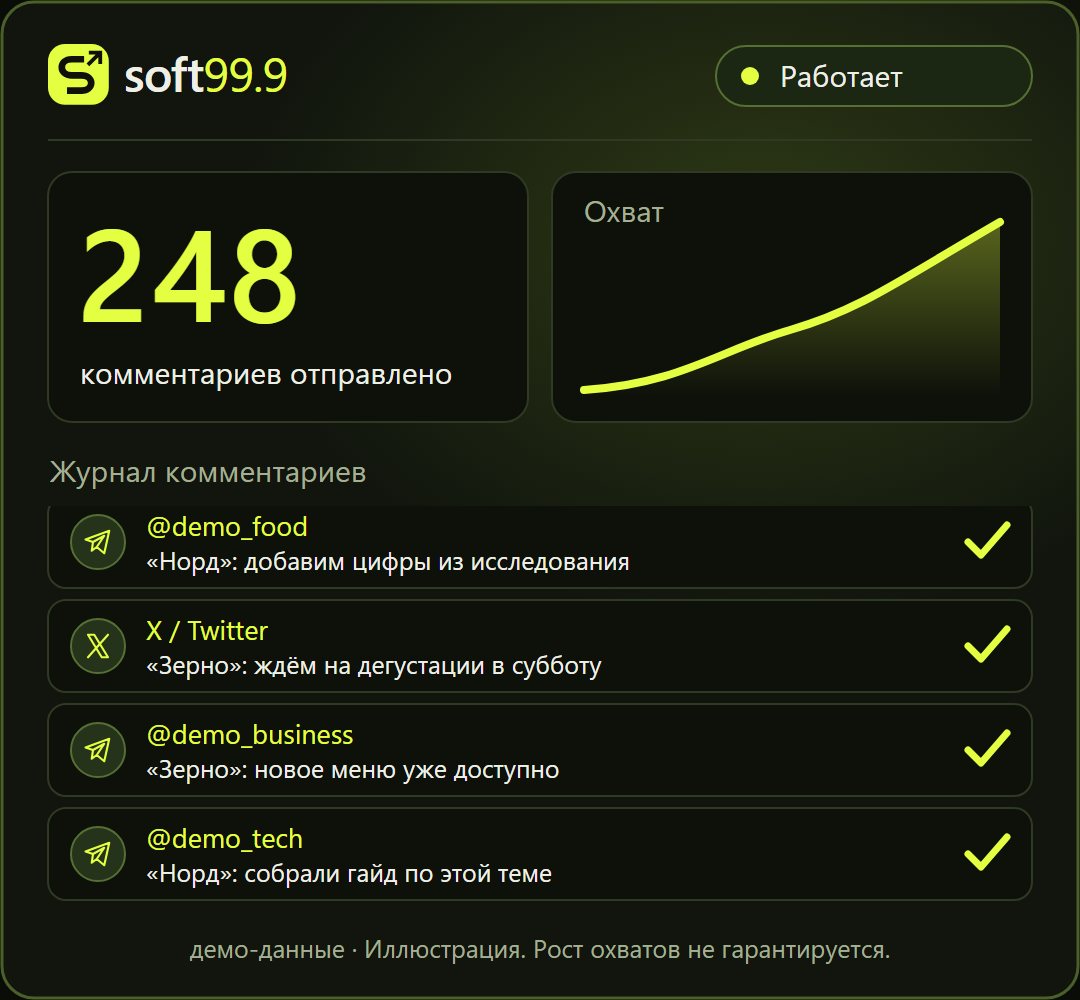 soft99.9
Работает
248
комментариев отправлено
Охват
Журнал комментариев
@demo_food
«Норд»: добавим цифры из исследования
X / Twitter
«Зерно»: ждём на дегустации в субботу
@demo_business
«Зерно»: новое меню уже доступно
@demo_tech
«Норд»: собрали гайд по этой теме
демо-данные · Иллюстрация. Рост охватов не гарантируется.